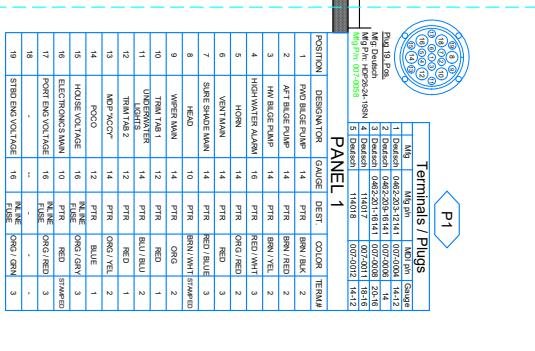 P1
Plug 19 Pos.
Mfg: Deutsch
Mfg P/n: HDP26-24-19SN
Mfg P/n: 007-0058
Terminals / Plugs
Mfg Mfg p/n MDI p/n Gauge
1 Deutsch 0462-203-12141 007-0004 14-12
2 Deutsch 0462-209-16141 007-0006 14
3 Deutsch 0462-201-16141 007-0008 20-16
4 Deutsch 114017 007-0011 18-16
5 Deutsch 114018 007-0012 14-12
PANEL 1
POSITION DESIGNATOR GAUGE DEST. COLOR TERM.#
1 FWD BILGE PUMP 14 PTR BRN / BLK 2
2 AFT BILGE PUMP 14 PTR BRN / RED 2
3 HW BILGE PUMP 14 PTR BRN / YEL 2
4 HIGH WATER ALARM 16 PTR RED / WHT 3
5 HORN 14 PTR ORG / RED 2
6 VENT MAIN 14 PTR RED 3
7 SURE SHADE MAIN 14 PTR RED / BLUE 3
8 HEAD 10 PTR BRN / WHT STAMPED
9 WIPER MAIN 14 PTR ORG 2
10 TRIM TAB 1 12 PTR RED 1
11 UNDERWATER LIGHTS 14 PTR BLU / BLU 2
12 TRIM TAB 2 12 PTR RED 1
13 MDP "ACCY" 14 PTR ORG / YEL 2
14 POCO 12 PTR BLUE 1
15 HOUSE VOLTAGE 16 INLINE FUSE ORG / GRY 3
16 ELECTRONICS MAIN 10 PTR RED STAMPED
17 PORT ENG VOLTAGE 16 INLINE FUSE ORG / RED 3
18 - -- - - -
19 STBD ENG VOLTAGE 16 INLINE FUSE ORG / GRN 3